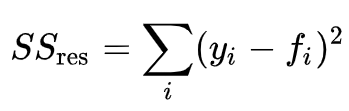 SS_res = ∑_i (y_i − f_i)^2